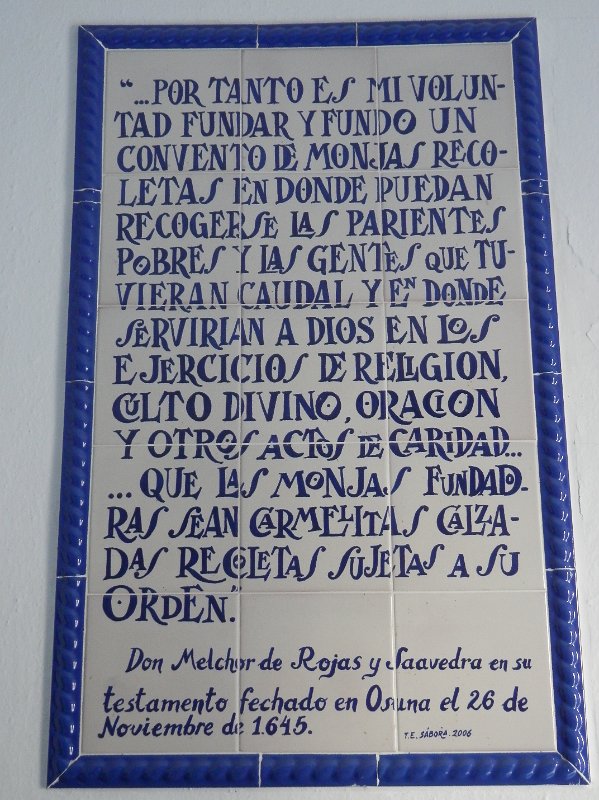 “...POR TANTO ES MI VOLUN-
TAD FUNDAR Y FUNDO UN
CONVENTO DE MONJAS RECO-
LETAS EN DONDE PUEDAN
RECOGERSE LAS PARIENTES
POBRES Y LAS GENTES QUE TU-
VIERAN CAUDAL Y EN DONDE
SERVIRIAN A DIOS EN LOS
EJERCICIOS DE RELIGION,
CULTO DIVINO, ORACION
Y OTROS ACTOS DE CARIDAD...
... QUE LAS MONJAS FUNDADO-
RAS SEAN CARMELITAS CALZA-
DAS RECOLETAS SUJETAS A SU
ORDEN."
Don Melchor de Rojas y Saavedra en su
testamento fechado en Osuna el 26 de
Noviembre de 1.645.
T.E. SÁBORA. 2006